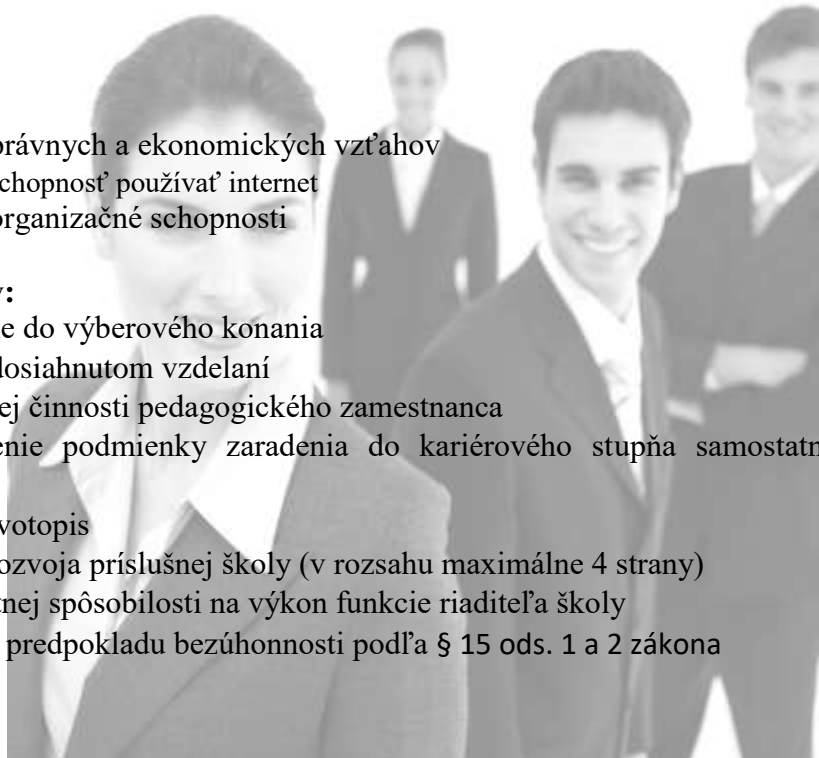 právnych a ekonomických vzťahov
chopnosť používať internet
organizačné schopnosti
y:
ie do výberového konania
dosiahnutom vzdelaní
ej činnosti pedagogického zamestnanca
enie podmienky zaradenia do kariérového stupňa samostatn
votopis
ozvoja príslušnej školy (v rozsahu maximálne 4 strany)
tnej spôsobilosti na výkon funkcie riaditeľa školy
predpokladu bezúhonnosti podľa § 15 ods. 1 a 2 zákona